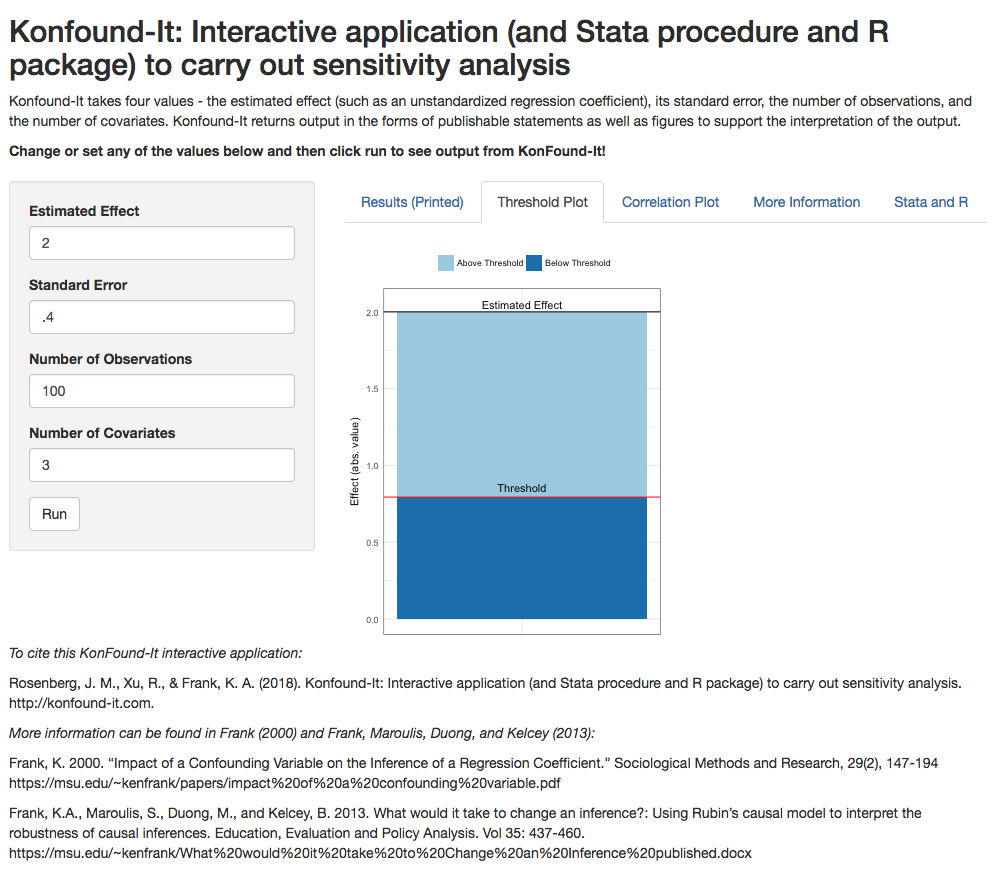 Konfound-It: Interactive application (and Stata procedure and R
package) to carry out sensitivity analysis
Konfound-It takes four values - the estimated effect (such as an unstandardized regression coefficient), its standard error, the number of observations, and
the number of covariates. Konfound-It returns output in the forms of publishable statements as well as figures to support the interpretation of the output.
Change or set any of the values below and then click run to see output from KonFound-It!
Estimated Effect
2
Standard Error
.4
Number of Observations
100
Number of Covariates
3
Run
Results (Printed)
Threshold Plot
Correlation Plot
More Information
Stata and R
Above Threshold
Below Threshold
Estimated Effect
Threshold
Effect (abs. value)
2.0
1.5
1.0
0.5
0.0
To cite this KonFound-It interactive application:
Rosenberg, J. M., Xu, R., & Frank, K. A. (2018). Konfound-It: Interactive application (and Stata procedure and R package) to carry out sensitivity analysis.
http://konfound-it.com.
More information can be found in Frank (2000) and Frank, Maroulis, Duong, and Kelcey (2013):
Frank, K. 2000. “Impact of a Confounding Variable on the Inference of a Regression Coefficient.” Sociological Methods and Research, 29(2), 147-194
https://msu.edu/~kenfrank/papers/impact%20of%20a%20confounding%20variable.pdf
Frank, K.A., Maroulis, S., Duong, M., and Kelcey, B. 2013. What would it take to change an inference?: Using Rubin’s causal model to interpret the
robustness of causal inferences. Education, Evaluation and Policy Analysis. Vol 35: 437-460.
https://msu.edu/~kenfrank/What%20would%20it%20take%20to%20Change%20an%20Inference%20published.docx